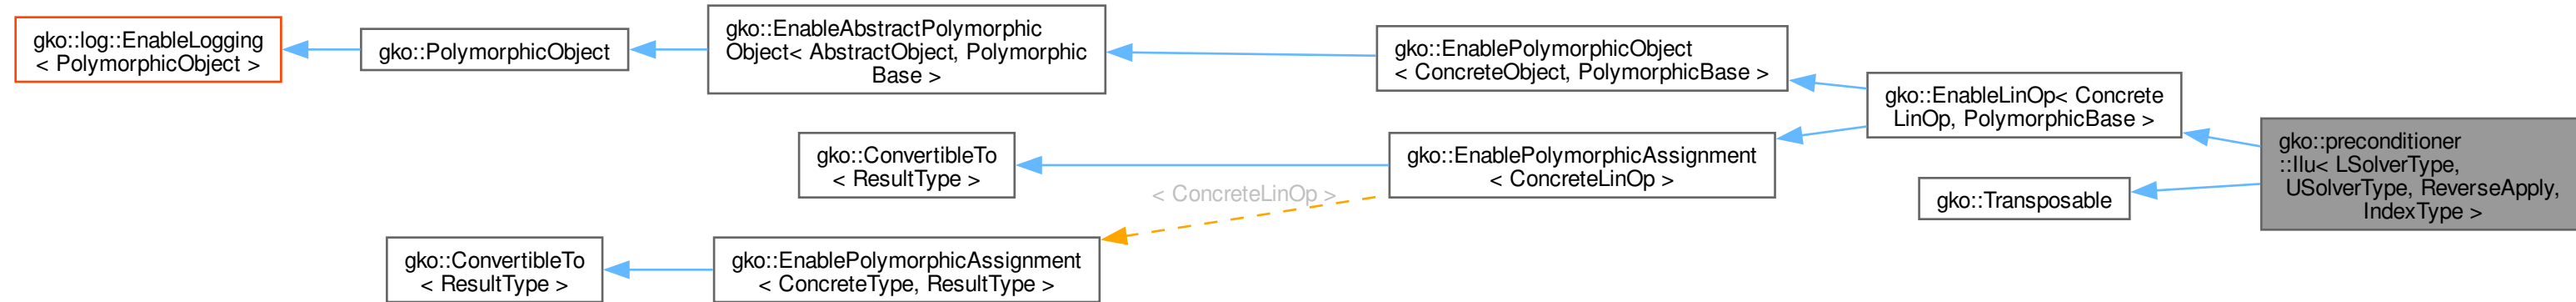 gko::log::EnableLogging
< PolymorphicObject >
gko::PolymorphicObject
gko::EnableAbstractPolymorphic
Object< AbstractObject, Polymorphic
Base >
gko::EnablePolymorphicObject
< ConcreteObject, PolymorphicBase >
gko::EnableLinOp< Concrete
LinOp, PolymorphicBase >
gko::preconditioner
::Ilu< LSolverType,
USolverType, ReverseApply,
IndexType >
gko::ConvertibleTo
< ResultType >
gko::EnablePolymorphicAssignment
< ConcreteLinOp >
gko::Transposable
< ConcreteLinOp >
gko::ConvertibleTo
< ResultType >
gko::EnablePolymorphicAssignment
< ConcreteType, ResultType >